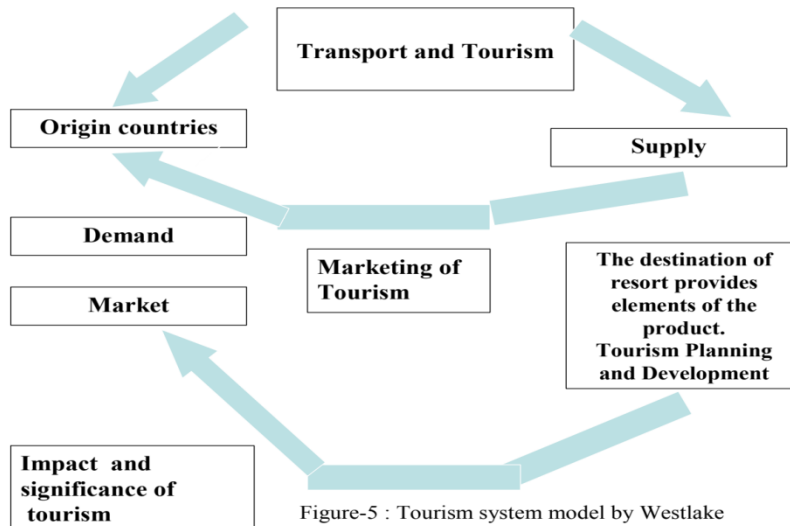 Transport and Tourism
Origin countries
Supply
Demand
Marketing of
Tourism
The destination of
resort provides
elements of the
product.
Tourism Planning
and Development
Market
Impact and
significance of
tourism
Figure-5 : Tourism system model by Westlake